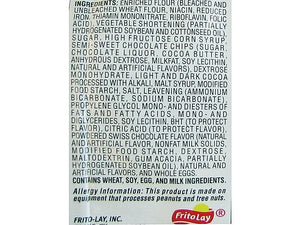 INGREDIENTS: ENRICHED FLOUR (BLEACHED AND
UNBLEACHED WHEAT FLOUR, NIACIN, REDUCED
IRON, THIAMIN MONONITRATE, RIBOFLAVIN, FOLIC
ACID), VEGETABLE SHORTENING (PARTIALLY
HYDROGENATED SOYBEAN AND COTTONSEED OIL),
SUGAR, HIGH FRUCTOSE CORN SYRUP,
SEMI-SWEET CHOCOLATE CHIPS (SUGAR,
CHOCOLATE LIQUOR, COCOA BUTTER,
ANHYDROUS DEXTROSE, MILKFAT, SOY LECITHIN,
NATURAL AND ARTIFICIAL FLAVORS), DEXTROSE
MONOHYDRATE, LIGHT AND DARK COCOA
PROCESSED WITH ALKALI, MALT SYRUP, MODIFIED
FOOD STARCH, SALT, LEAVENING (AMMONIUM
BICARBONATE, SODIUM BICARBONATE),
PROPYLENE GLYCOL MONO- AND DIESTERS OF
FATS AND FATTY ACIDS, MONO- AND
DIGLYCERIDES, SOY LECITHIN, BHT (TO PROTECT
FLAVOR), CITRIC ACID (TO PROTECT FLAVOR),
POWDERED SWISS CHOCOLATE FLAVOR (NATURAL
AND ARTIFICIAL FLAVOR, NONFAT MILK SOLIDS,
MODIFIED FOOD STARCH, DEXTROSE,
MALTODEXTRIN, GUM ACACIA, PARTIALLY
HYDROGENATED SOYBEAN OIL), NATURAL AND
ARTIFICIAL FLAVORS, AND WHOLE EGGS.
CONTAINS WHEAT, SOY, EGG, AND MILK INGREDIENTS.
Allergy Information: This product is made on
equipment that processes peanuts and tree nuts.
FRITO-LAY, INC.
FritoLay ®